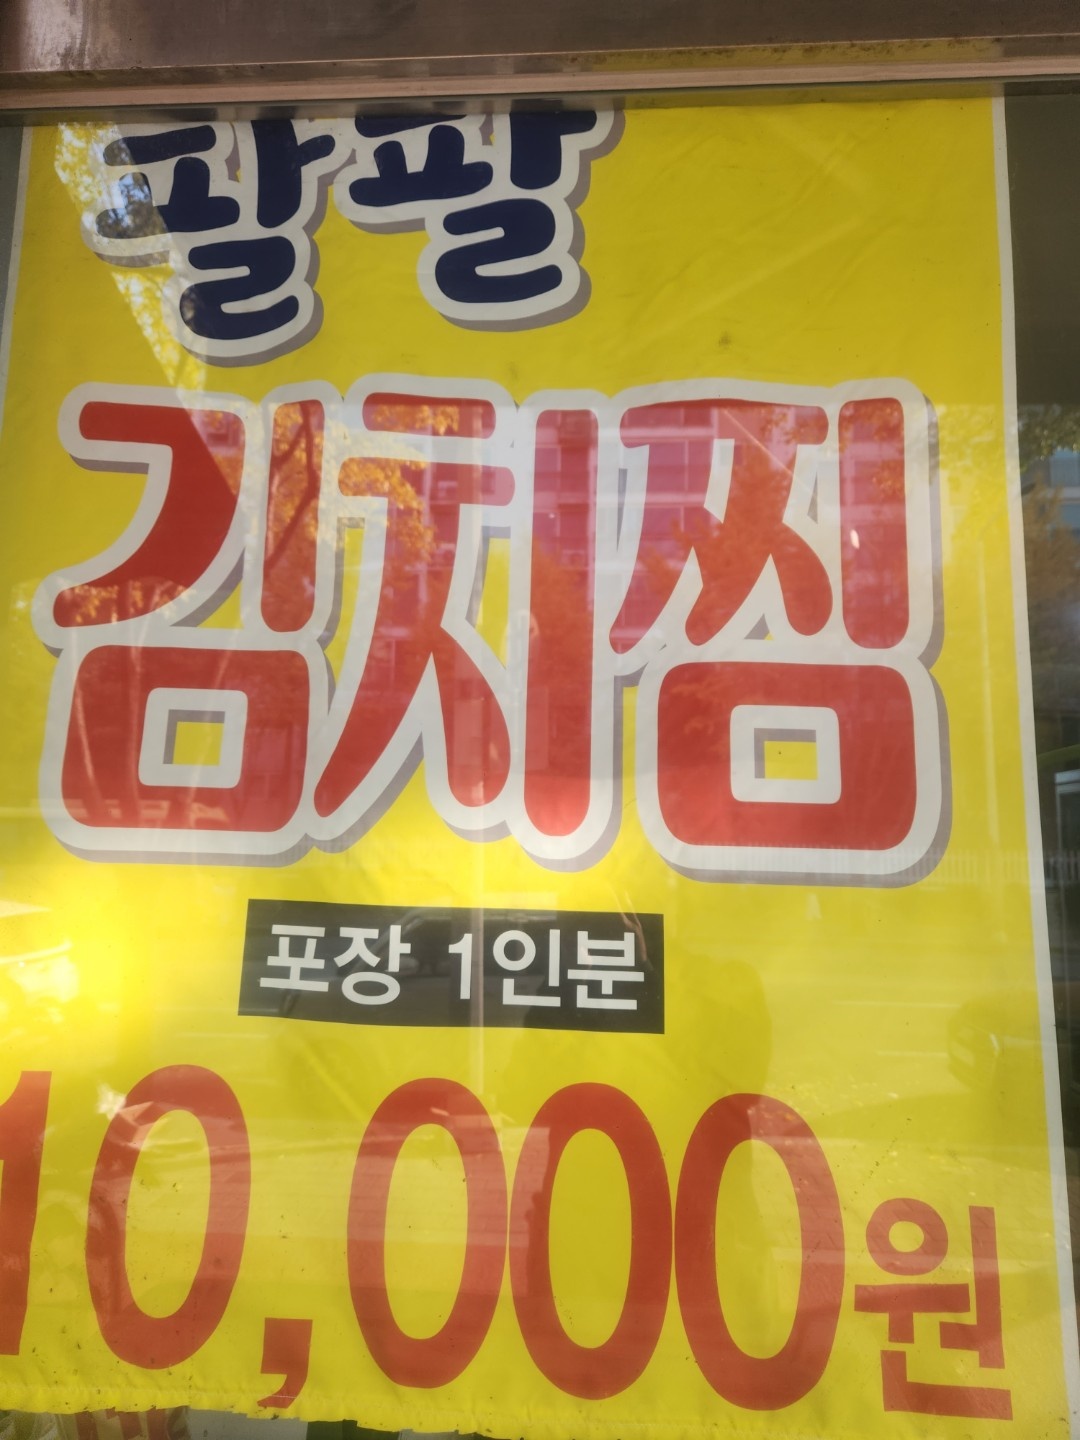 팔팔
김치찜
포장 1인분
10,000원